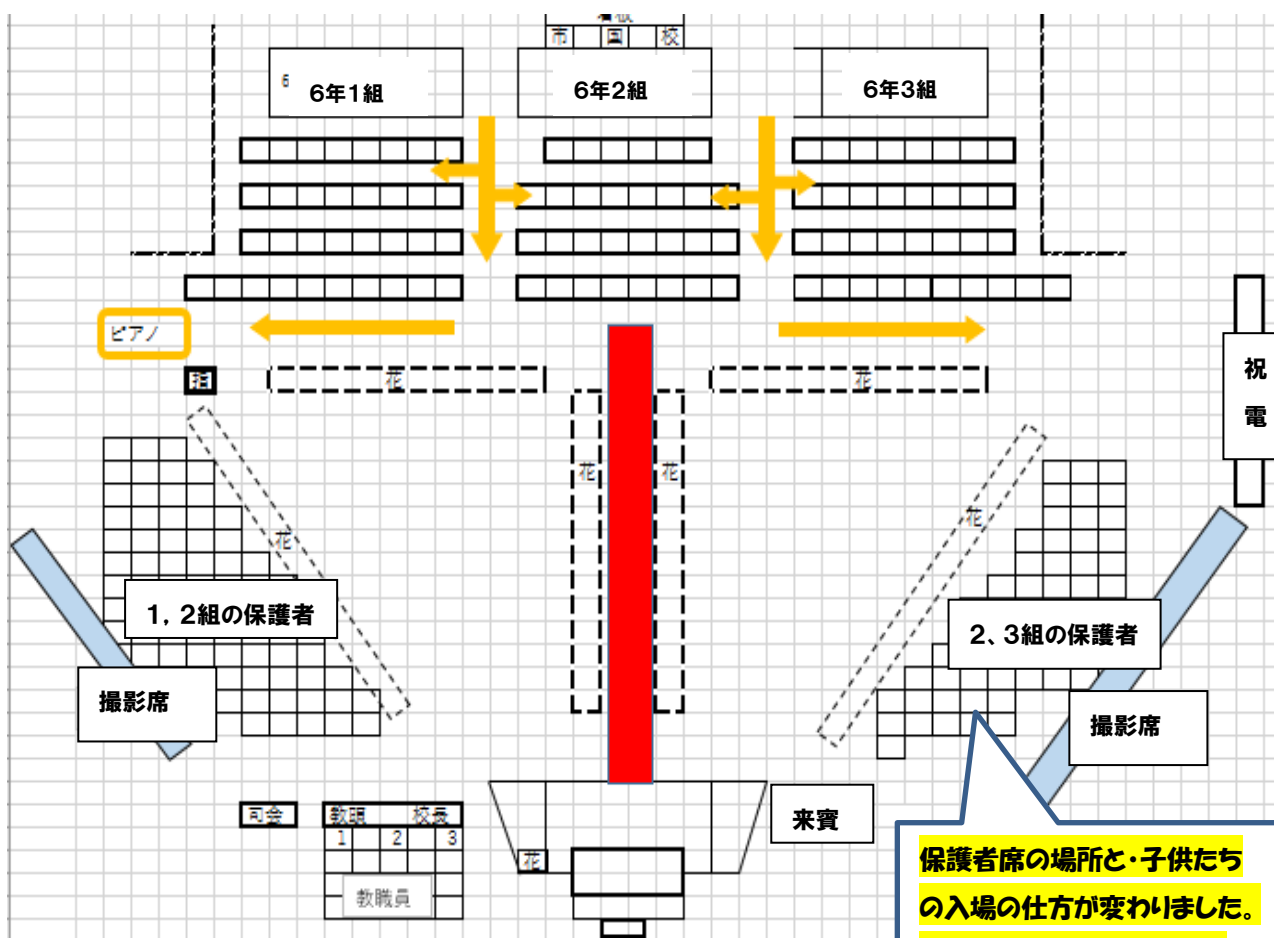 市 国 校
6年1組
6年2組
6年3組
ピアノ
花
花
祝
電
花
花
花
花
1，2組の保護者
2、3組の保護者
撮影席
撮影席
司会
教頭 校長
1 2 3
来賓
花
教職員
保護者席の場所と・子供たち
の入場の仕方が変わりました。